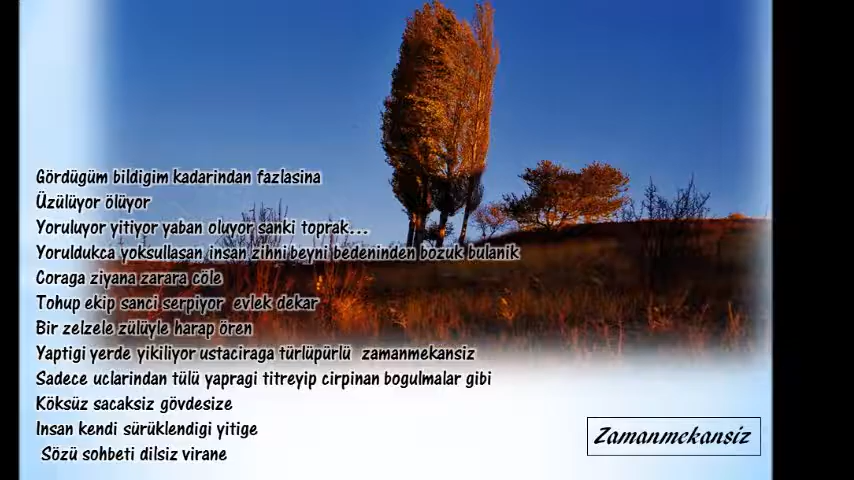 Gördügüm bildigim kadarindan fazlasina
Üzülüyor ölüyor
Yoruluyor yitiyor yaban oluyor sanki toprak...
Yoruldukca yoksullasan insan zihni beyni bedeninden bozuk bulanik
Coraga ziyana zarara cöle
Tohup ekip sanci serpiyor evlek dekar
Bir zelzele zülüyle harap ören
Yaptigi yerde yikiliyor ustaciraga türlüpürlü zamanmekansiz
Sadece uclarindan tülü yapragi titreyip cirpinan bogulmalar gibi
Köksüz sacaksiz gövdesize
Insan kendi sürüklendigi yitige
Sözü sohbeti dilsiz virane
Zamanmekansiz